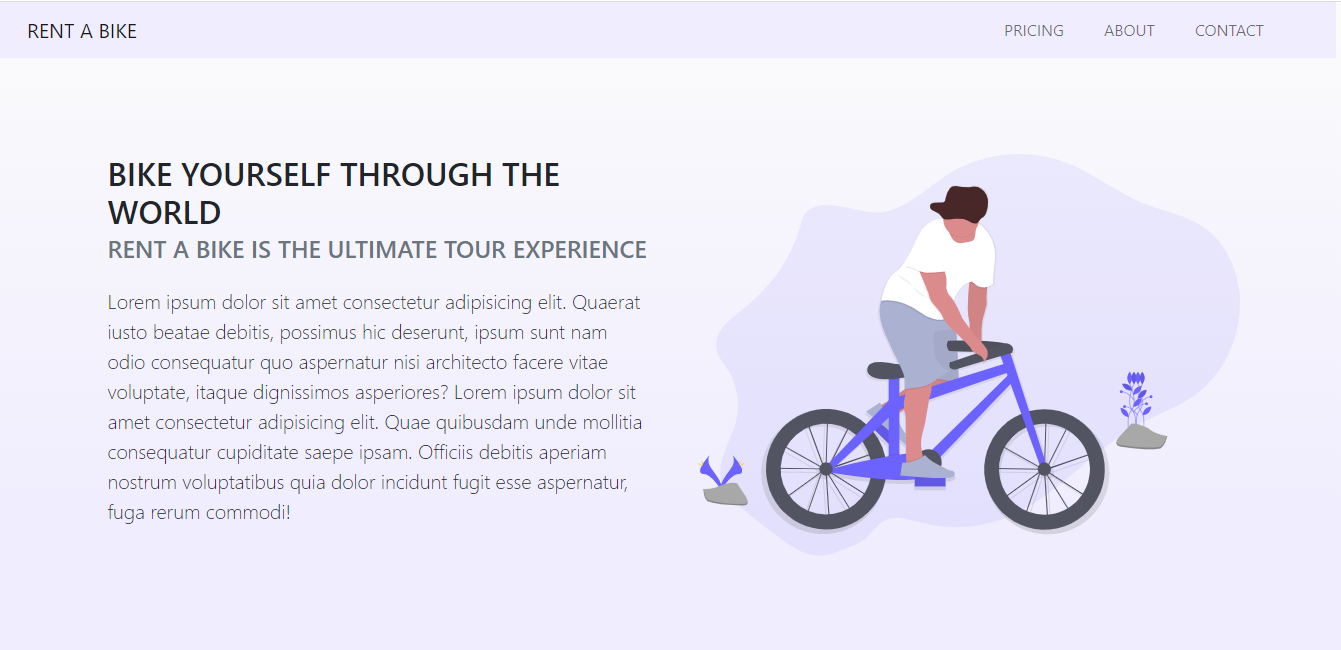 RENT A BIKE
PRICING
ABOUT
CONTACT
BIKE YOURSELF THROUGH THE
WORLD
RENT A BIKE IS THE ULTIMATE TOUR EXPERIENCE
Lorem ipsum dolor sit amet consectetur adipisicing elit. Quaerat
iusto beatae debitis, possimus hic deserunt, ipsum sunt nam
odio consequatur quo aspernatur nisi architecto facere vitae
voluptate, itaque dignissimos asperiores? Lorem ipsum dolor sit
amet consectetur adipisicing elit. Quae quibusdam unde mollitia
consequatur cupiditate saepe ipsam. Officiis debitis aperiam
nostrum voluptatibus quia dolor incidunt fugit esse aspernatur,
fuga rerum commodi!